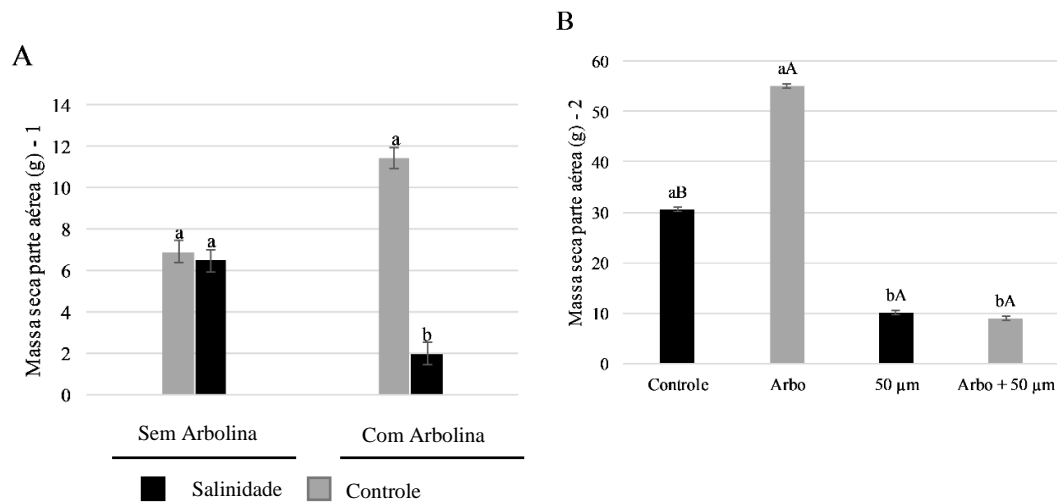 A
Massa seca parte aérea (g) - 1
14
12
10
8
6
4
2
0
a
a
a
b
Sem Arbolina
Com Arbolina
Salinidade
Controle
B
Massa seca parte aérea (g) - 2
60
50
40
30
20
10
0
aB
aA
bA
bA
Controle
Arbo
50 µm
Arbo + 50 µm